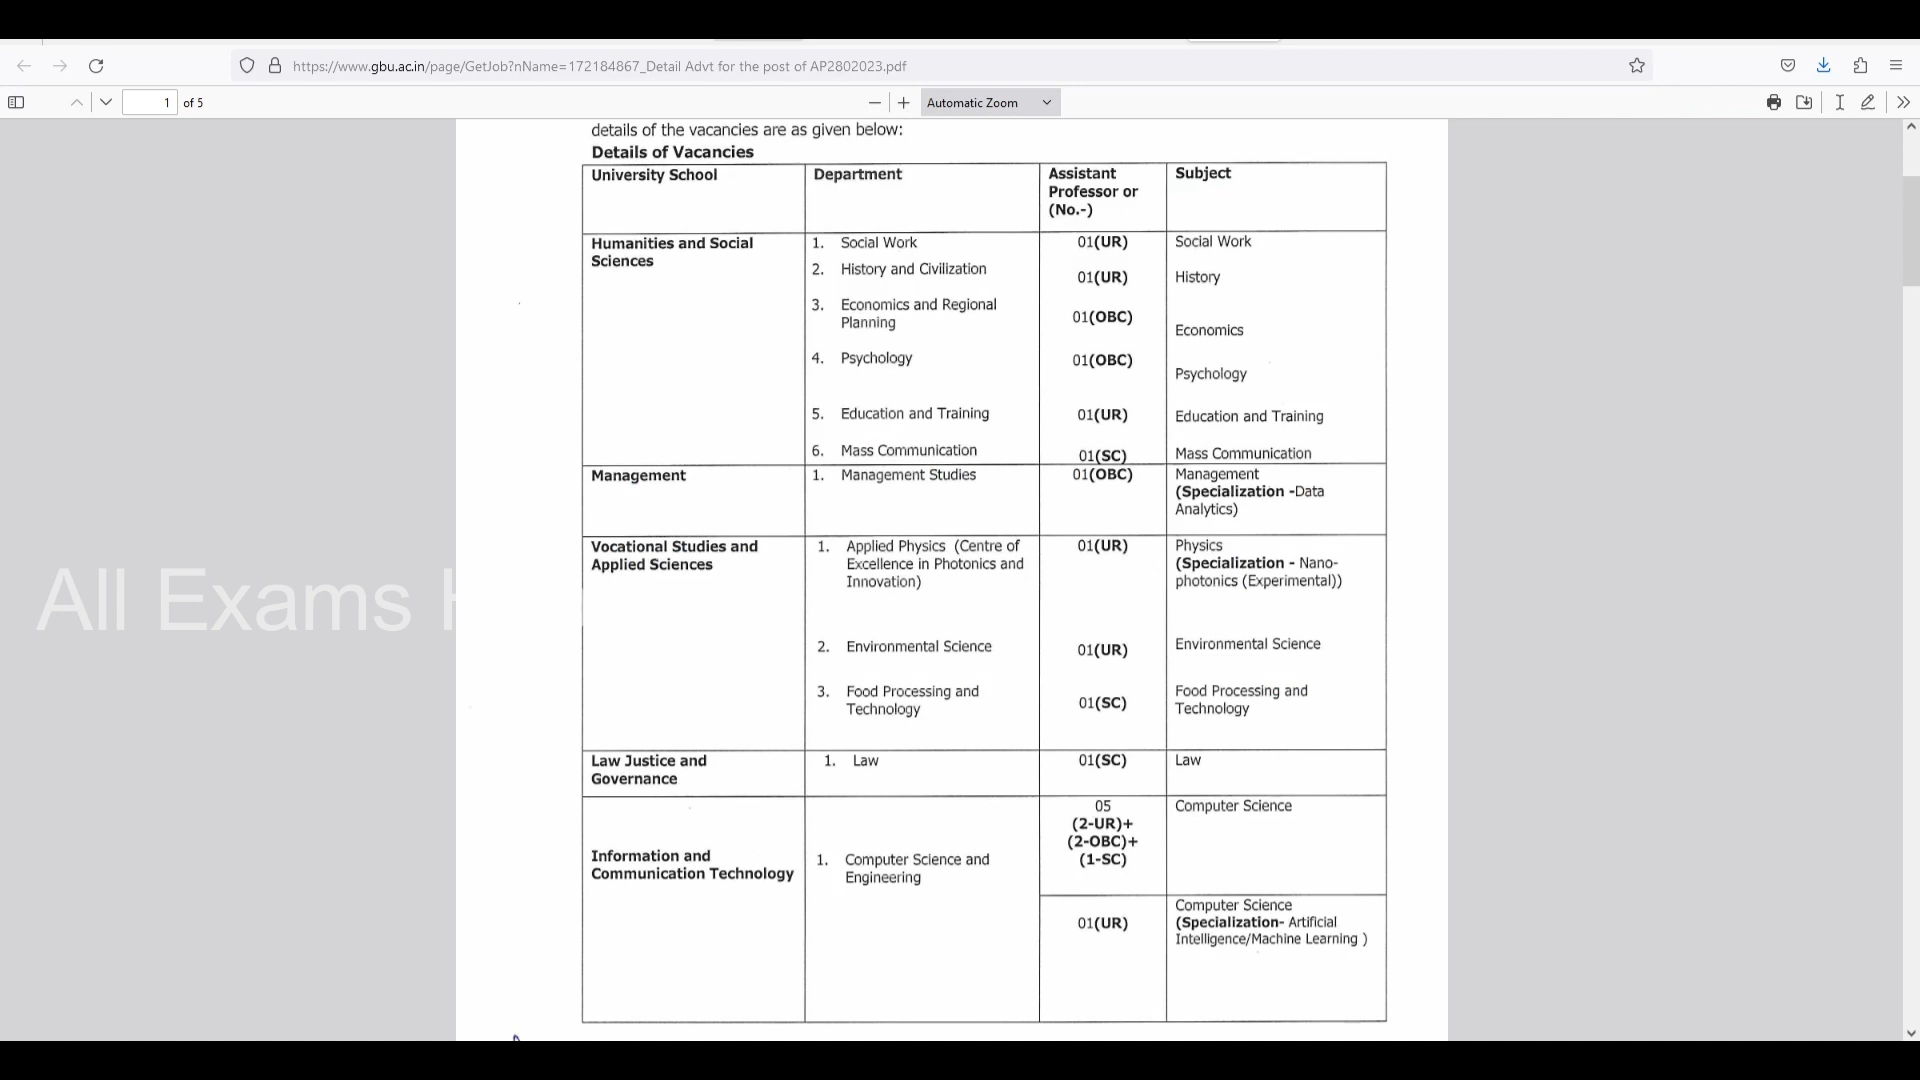 https://www.gbu.ac.in/page/GetJob?nName=172184867_Detail Advt for the post of AP2802023.pdf
1 of 5
Automatic Zoom
details of the vacancies are as given below:
Details of Vacancies
University School
Department
Assistant
Professor or
(No.-)
Subject
Humanities and Social
Sciences
1. Social Work
01(UR)
Social Work
2. History and Civilization
01(UR)
History
3. Economics and Regional
Planning
01(OBC)
Economics
4. Psychology
01(OBC)
Psychology
5. Education and Training
01(UR)
Education and Training
6. Mass Communication
01(SC)
Mass Communication
Management
1. Management Studies
01(OBC)
Management
(Specialization -Data
Analytics)
Vocational Studies and
Applied Sciences
1. Applied Physics (Centre of
Excellence in Photonics and
Innovation)
01(UR)
Physics
(Specialization - Nano-
photonics (Experimental))
2. Environmental Science
01(UR)
Environmental Science
3. Food Processing and
Technology
01(SC)
Food Processing and
Technology
Law Justice and
Governance
1. Law
01(SC)
Law
Information and
Communication Technology
1. Computer Science and
Engineering
05
(2-UR)+
(2-OBC)+
(1-SC)
Computer Science
01(UR)
Computer Science
(Specialization- Artificial
Intelligence/Machine Learning )
All Exams